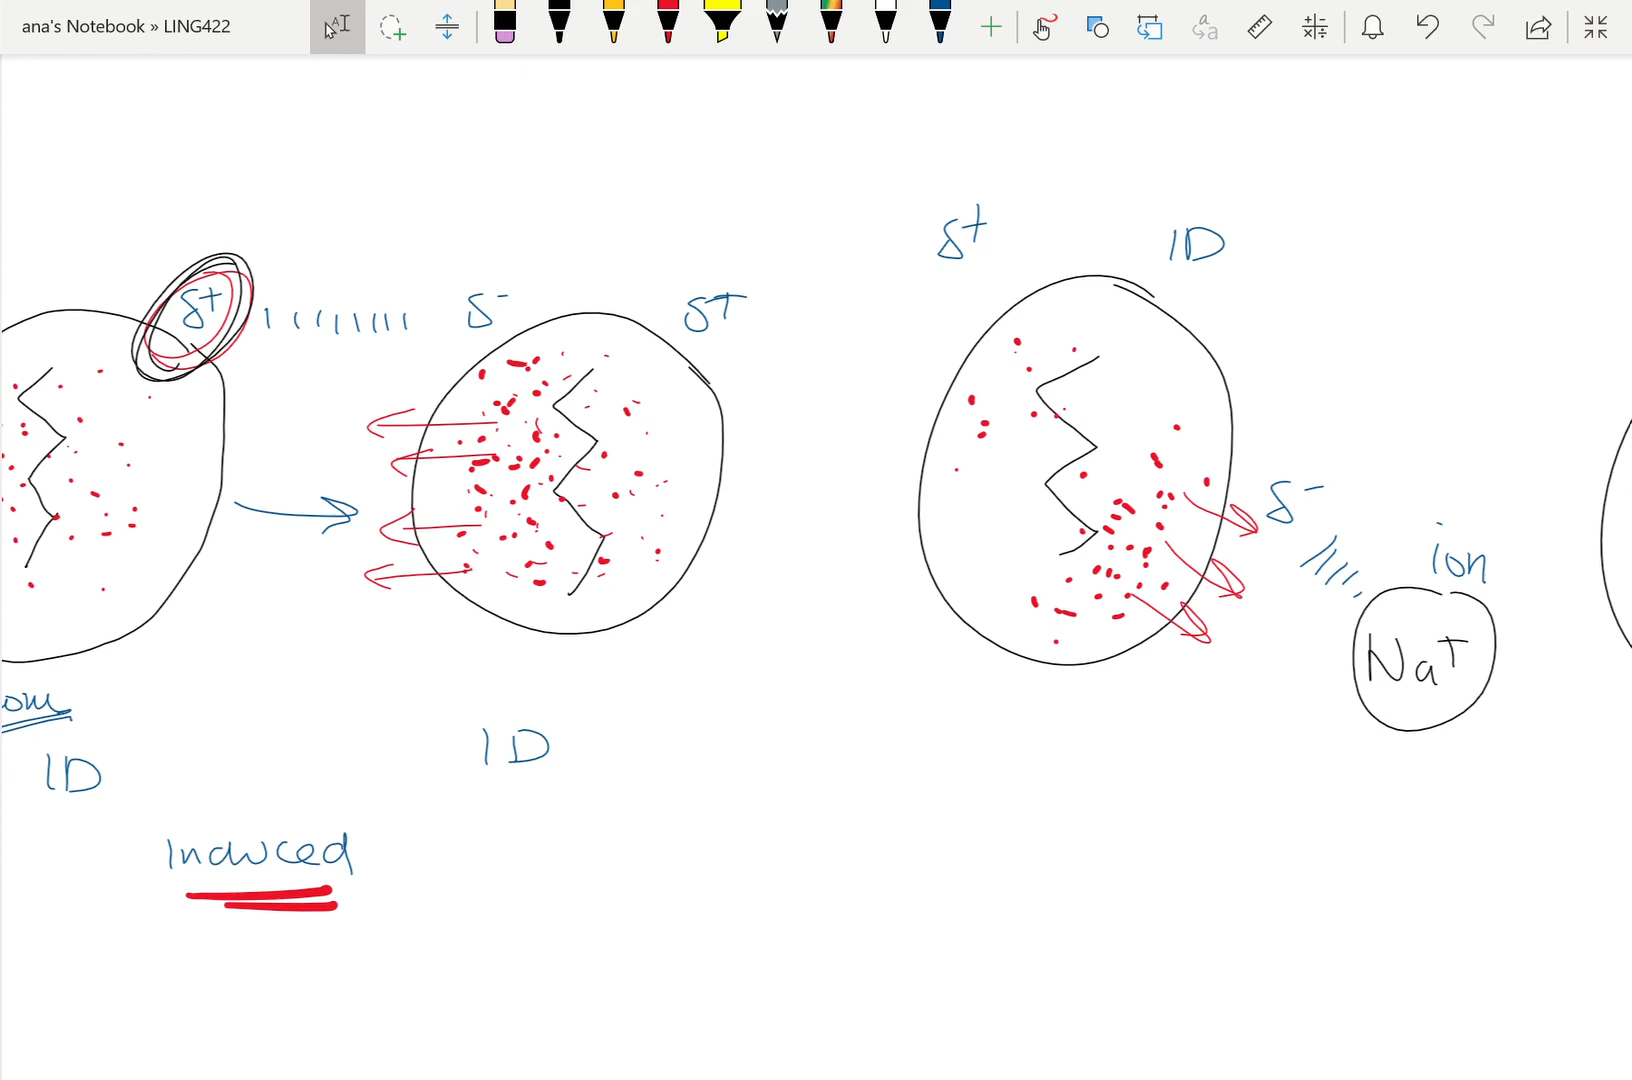 ana's Notebook » LING422
δ+ ID
δ+ δ- δ+
δ-
ion
Na+
ID
ID
Induced